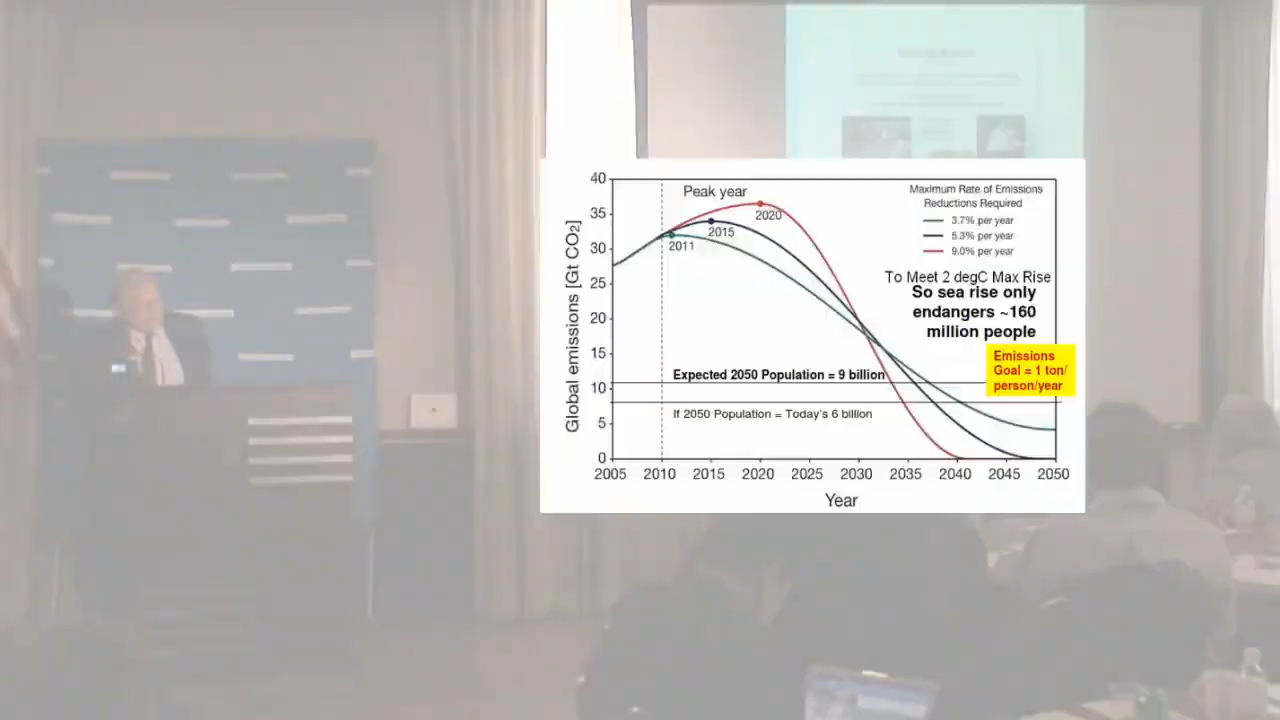 40
35
30
25
20
15
10
5
0
Global emissions [Gt CO2]
Peak year
2020
2015
2011
Maximum Rate of Emissions
Reductions Required
3.7% per year
5.3% per year
9.0% per year
To Meet 2 degC Max Rise
So sea rise only
endangers ~160
million people
Emissions
Goal = 1 ton/
person/year
Expected 2050 Population = 9 billion
If 2050 Population = Today's 6 billion
2005 2010 2015 2020 2025 2030 2035 2040 2045 2050
Year